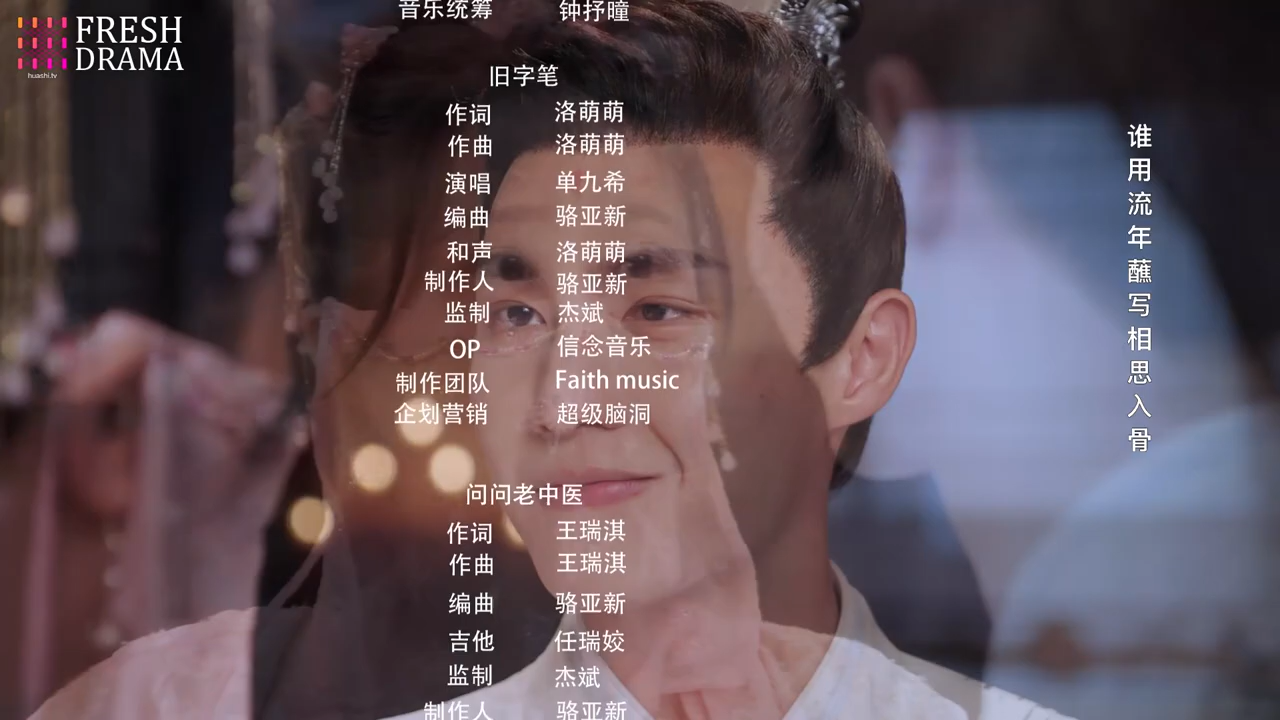 FRESH
DRAMA
huashi.tv
音乐统筹 钟抒曈
旧字笔
作词 洛萌萌
作曲 洛萌萌
演唱 单九希
编曲 骆亚新
和声 洛萌萌
制作人 骆亚新
监制 杰斌
OP 信念音乐
制作团队 Faith music
企划营销 超级脑洞
问问老中医
作词 王瑞淇
作曲 王瑞淇
编曲 骆亚新
吉他 任瑞姣
监制 杰斌
制作人 骆亚新
谁用流年蘸写相思入骨